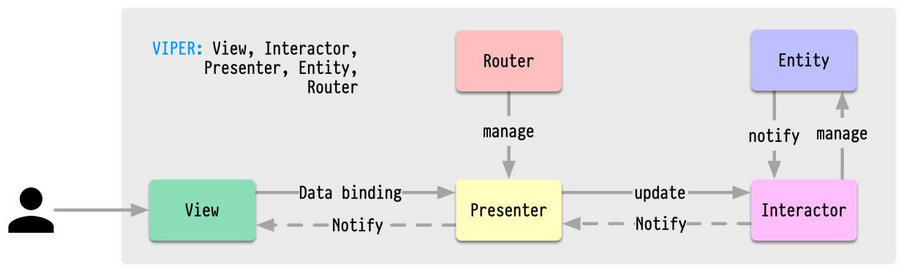 VIPER: View, Interactor,
Presenter, Entity,
Router
Router
Entity
manage
notify
manage
View
Data binding
Notify
Presenter
update
Notify
Interactor